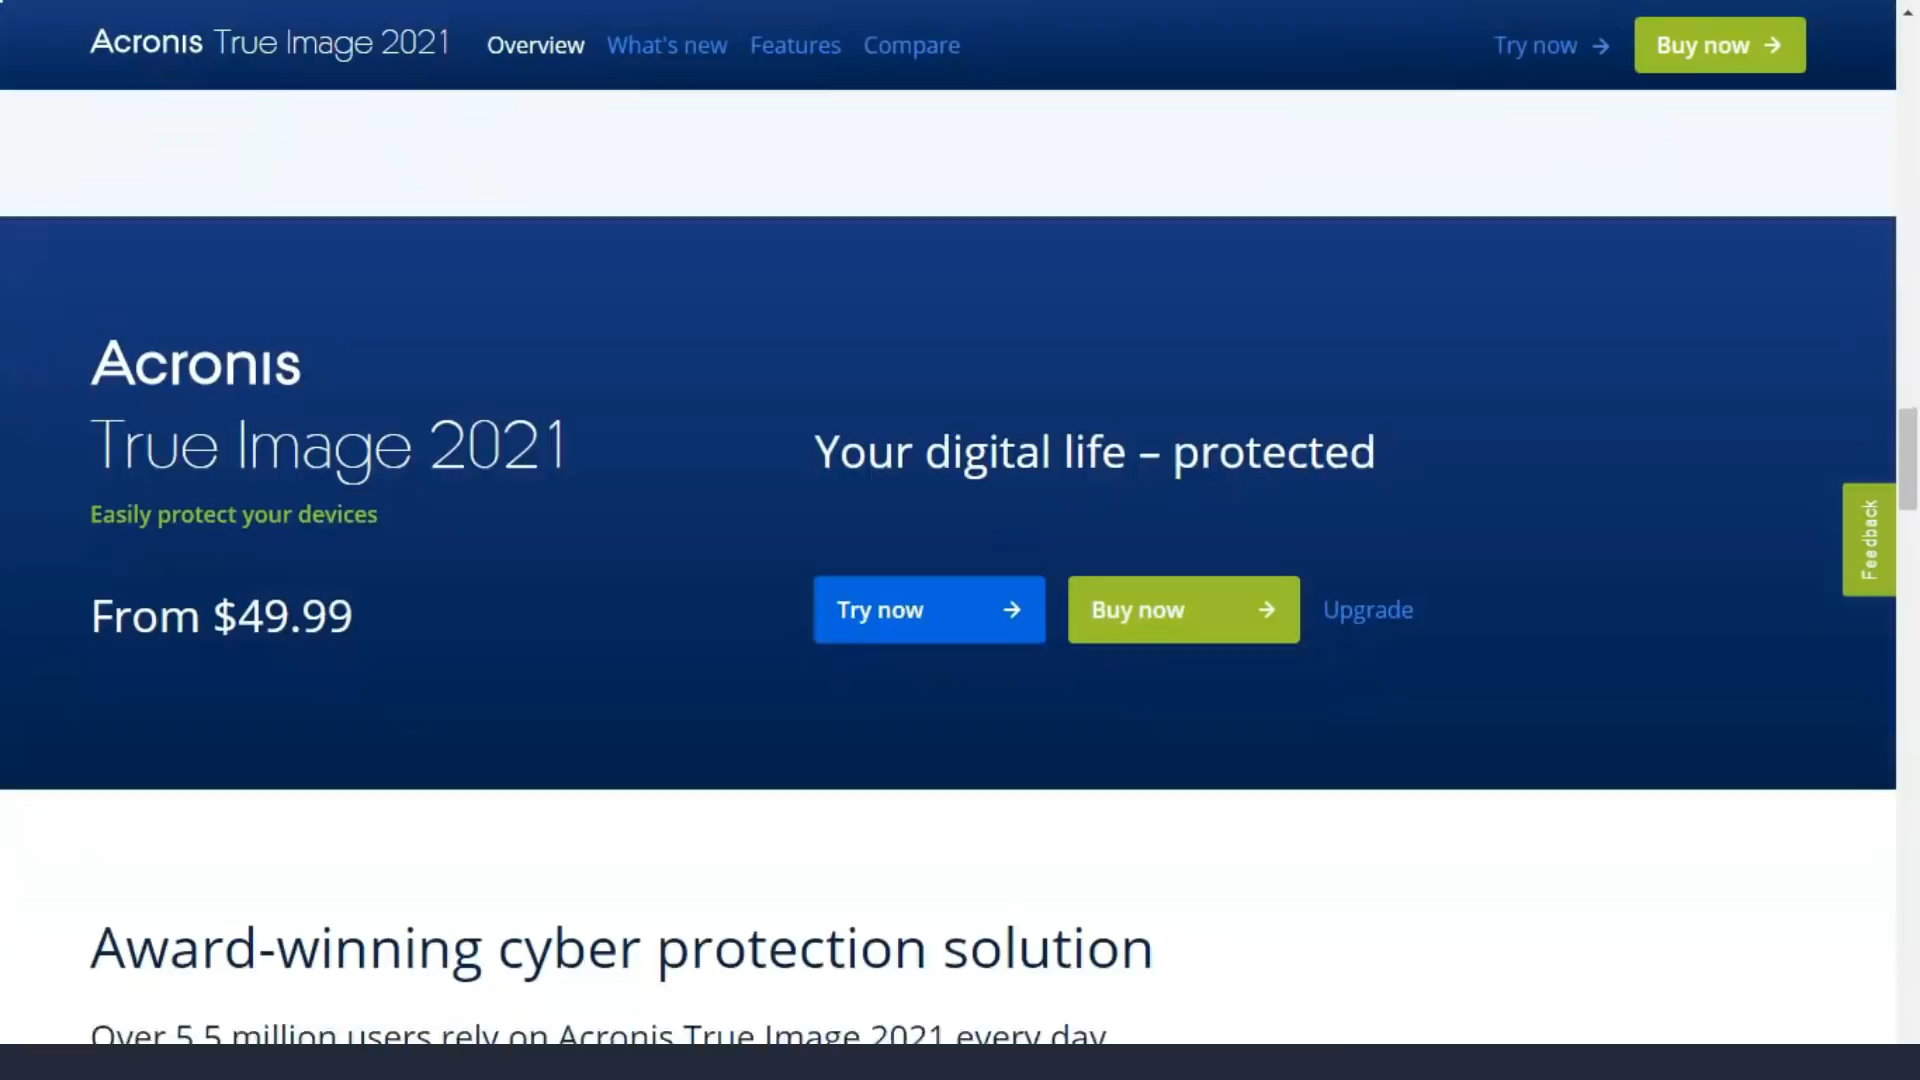 Acronis True Image 2021 Overview What's new Features Compare Try now Buy now
Acronis
True Image 2021
Your digital life – protected
Easily protect your devices
From $49.99
Try now Buy now Upgrade
Feedback
Award-winning cyber protection solution
Over 5.5 million users rely on Acronis True Image 2021 every day